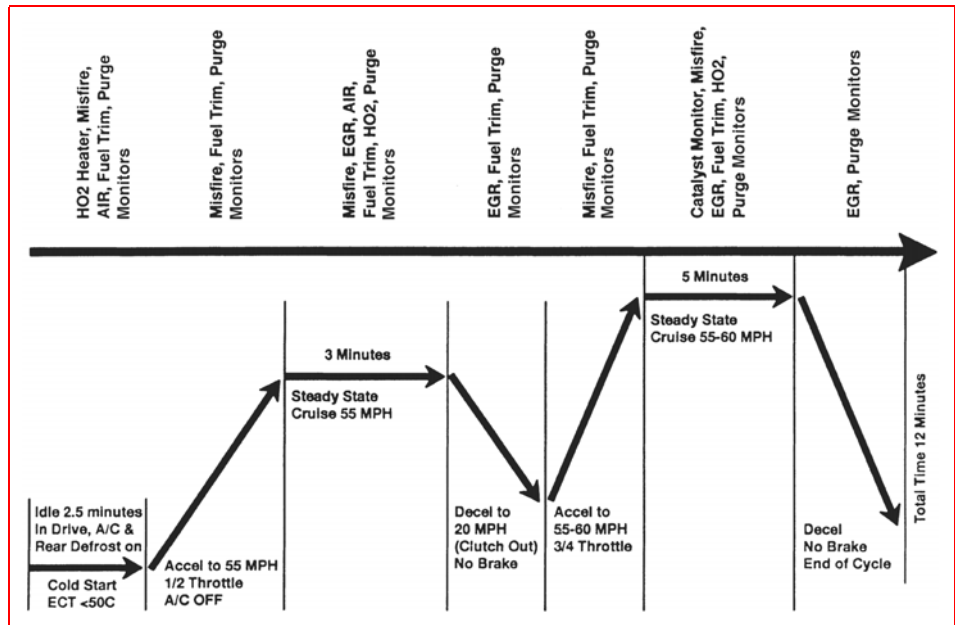 HO2 Heater, Misfire,
AIR, Fuel Trim, Purge
Monitors
Misfire, Fuel Trim, Purge
Monitors
Misfire, EGR, AIR,
Fuel Trim, HO2, Purge
Monitors
EGR, Fuel Trim, Purge
Monitors
Misfire, Fuel Trim, Purge
Monitors
Catalyst Monitor, Misfire,
EGR, Fuel Trim, HO2,
Purge Monitors
EGR, Purge Monitors
Idle 2.5 minutes
In Drive, A/C &
Rear Defrost on
Cold Start
ECT <50C
Accel to 55 MPH
1/2 Throttle
A/C OFF
3 Minutes
Steady State
Cruise 55 MPH
Decel to
20 MPH
(Clutch Out)
No Brake
Accel to
55-60 MPH
3/4 Throttle
5 Minutes
Steady State
Cruise 55-60 MPH
Decel
No Brake
End of Cycle
Total Time 12 Minutes